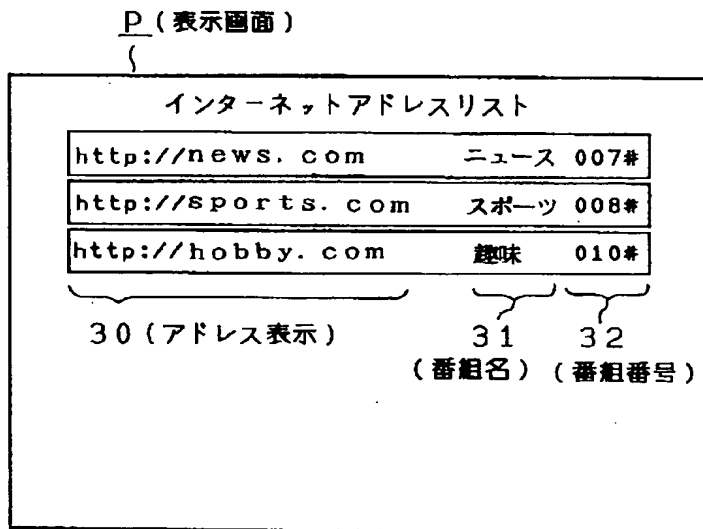 P(表示画面)
インターネットアドレスリスト
http://news.com ニュース 007#
http://sports.com スポーツ 008#
http://hobby.com 趣味 010#
30(アドレス表示) 31 32
(番組名) (番組番号)